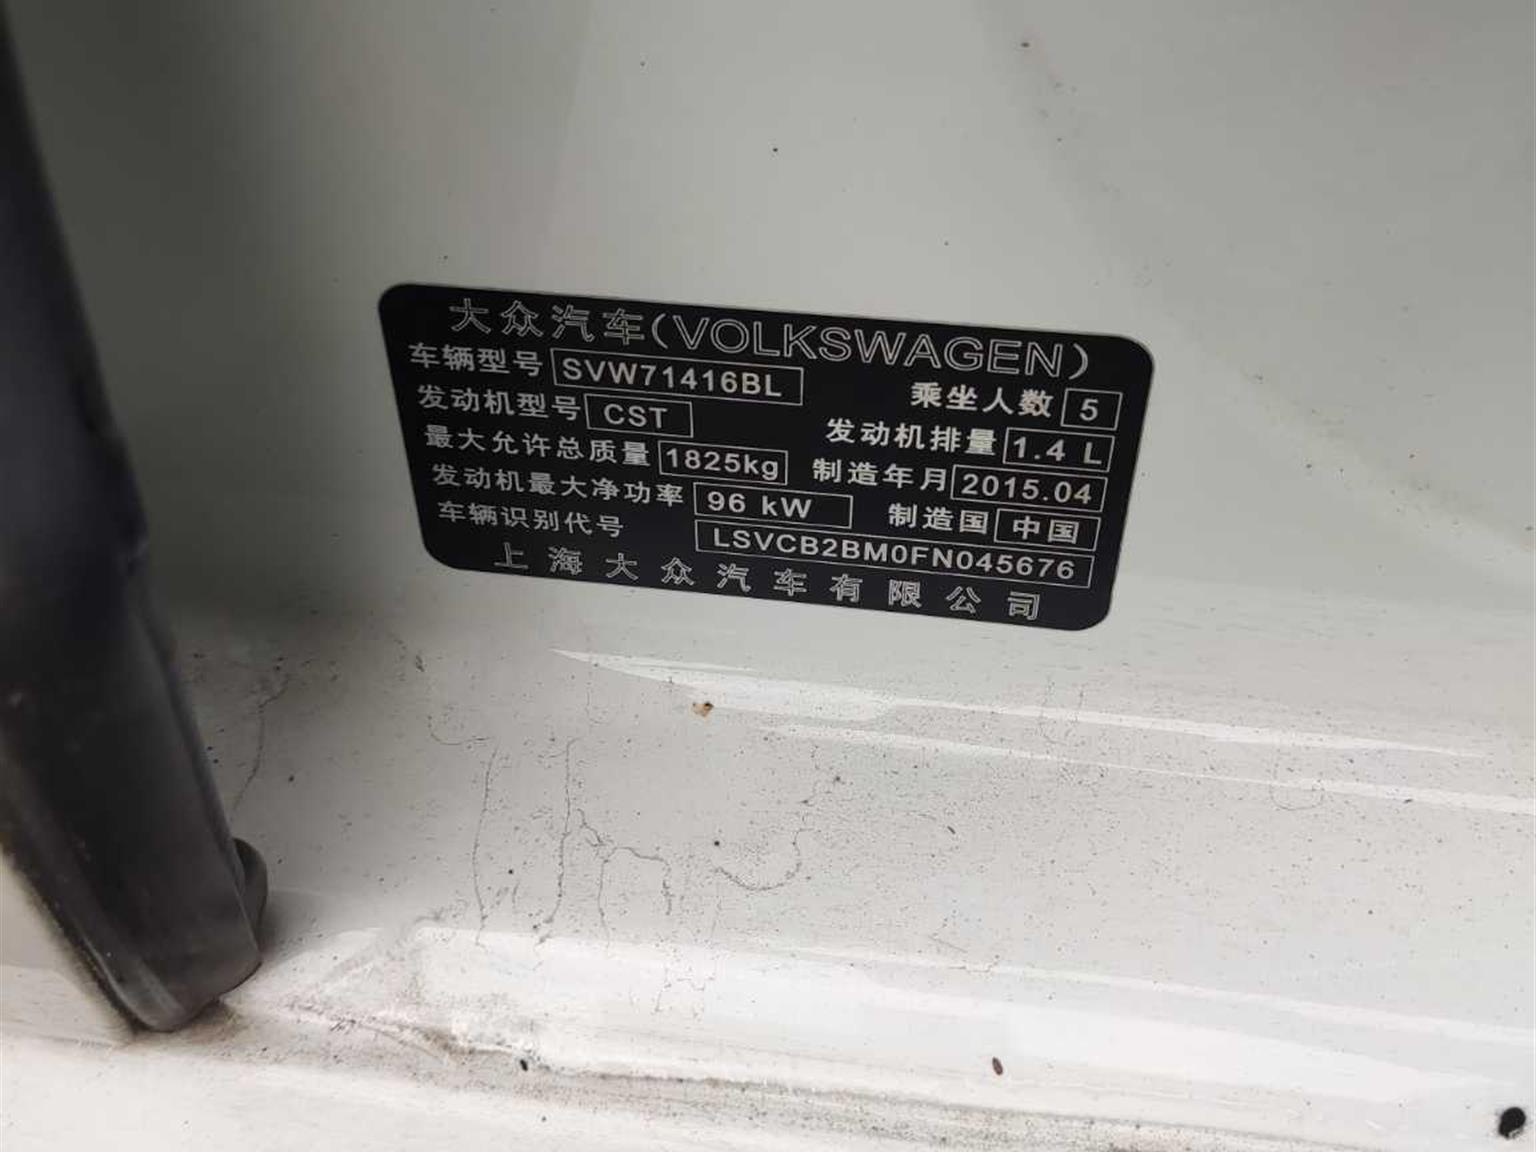 大众汽车(VOLKSWAGEN)
车辆型号 SVW71416BL 乘坐人数 5
发动机型号 CST 发动机排量 1.4 L
最大允许总质量 1825kg 制造年月 2015.04
发动机最大净功率 96 kW 制造国 中国
车辆识别代号 LSVCB2BM0FN045676
上海大众汽车有限公司